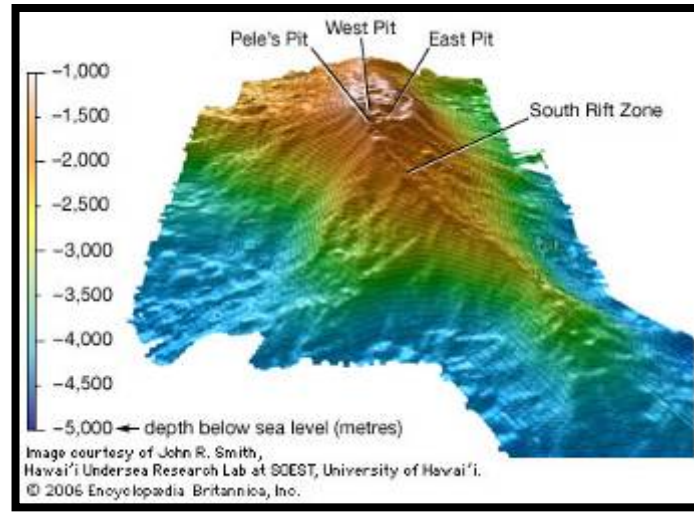 West Pit
Pele's Pit
East Pit
South Rift Zone
−1,000
−1,500
−2,000
−2,500
−3,000
−3,500
−4,000
−4,500
−5,000 ← depth below sea level (metres)
Image courtesy of John R. Smith,
Hawai'i Undersea Research Lab at SOEST, University of Hawai'i.
© 2006 Encyclopædia Britannica, Inc.